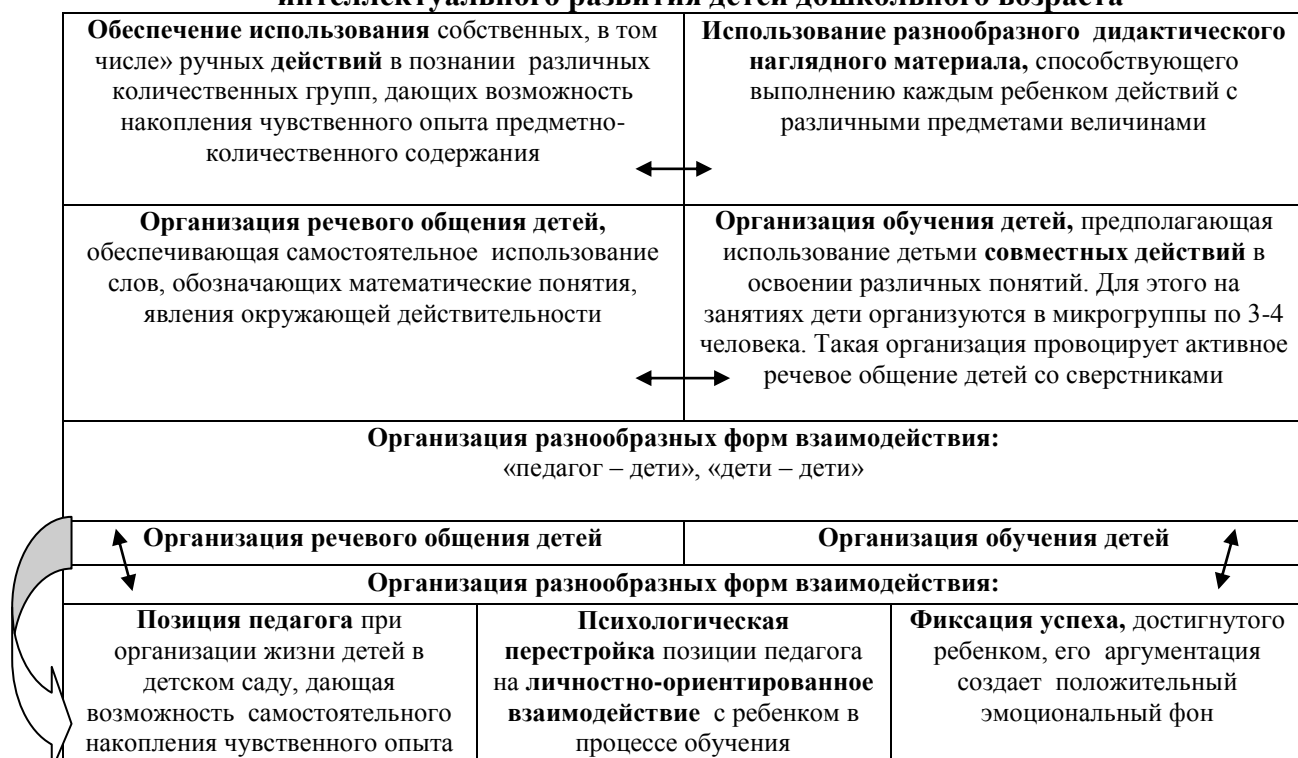 интеллектуального развития детей дошкольного возраста
Обеспечение использования собственных, в том
числе» ручных действий в познании различных
количественных групп, дающих возможность
накопления чувственного опыта предметно-
количественного содержания
Использование разнообразного дидактического
наглядного материала, способствующего
выполнению каждым ребенком действий с
различными предметами величинами
Организация речевого общения детей,
обеспечивающая самостоятельное использование
слов, обозначающих математические понятия,
явления окружающей действительности
Организация обучения детей, предполагающая
использование детьми совместных действий в
освоении различных понятий. Для этого на
занятиях дети организуются в микрогруппы по 3-4
человека. Такая организация провоцирует активное
речевое общение детей со сверстниками
Организация разнообразных форм взаимодействия:
«педагог – дети», «дети – дети»
Организация речевого общения детей
Организация обучения детей
Организация разнообразных форм взаимодействия:
Позиция педагога при
организации жизни детей в
детском саду, дающая
возможность самостоятельного
накопления чувственного опыта
Психологическая
перестройка позиции педагога
на личностно-ориентированное
взаимодействие с ребенком в
процессе обучения
Фиксация успеха, достигнутого
ребенком, его аргументация
создает положительный
эмоциональный фон